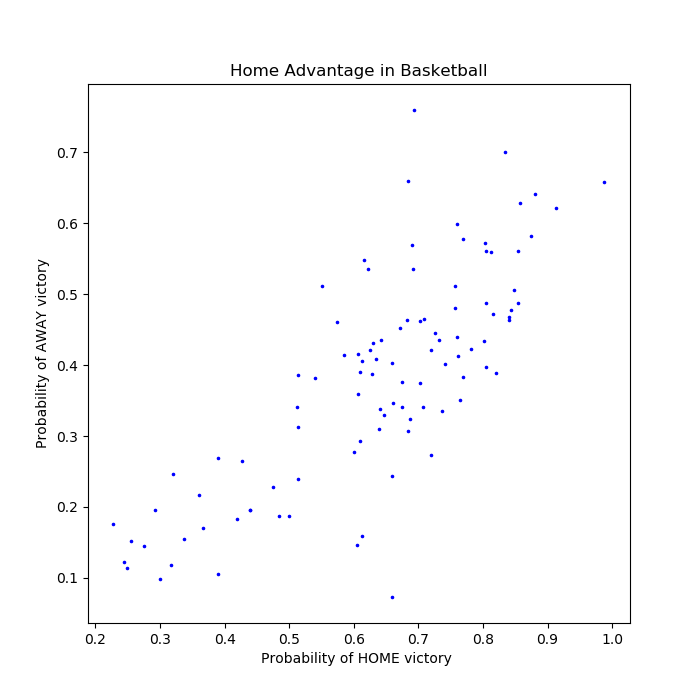 Home Advantage in Basketball
Probability of AWAY victory
0.7
0.6
0.5
0.4
0.3
0.2
0.1
0.2 0.3 0.4 0.5 0.6 0.7 0.8 0.9 1.0
Probability of HOME victory